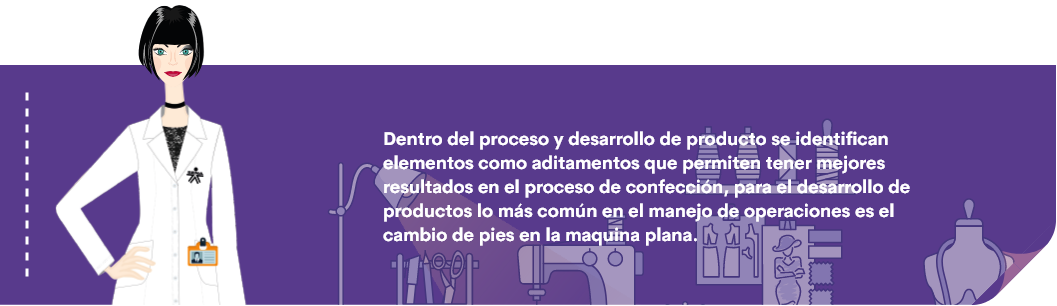 Dentro del proceso y desarrollo de producto se identifican
elementos como aditamentos que permiten tener mejores
resultados en el proceso de confección, para el desarrollo de
productos lo más común en el manejo de operaciones es el
cambio de pies en la maquina plana.